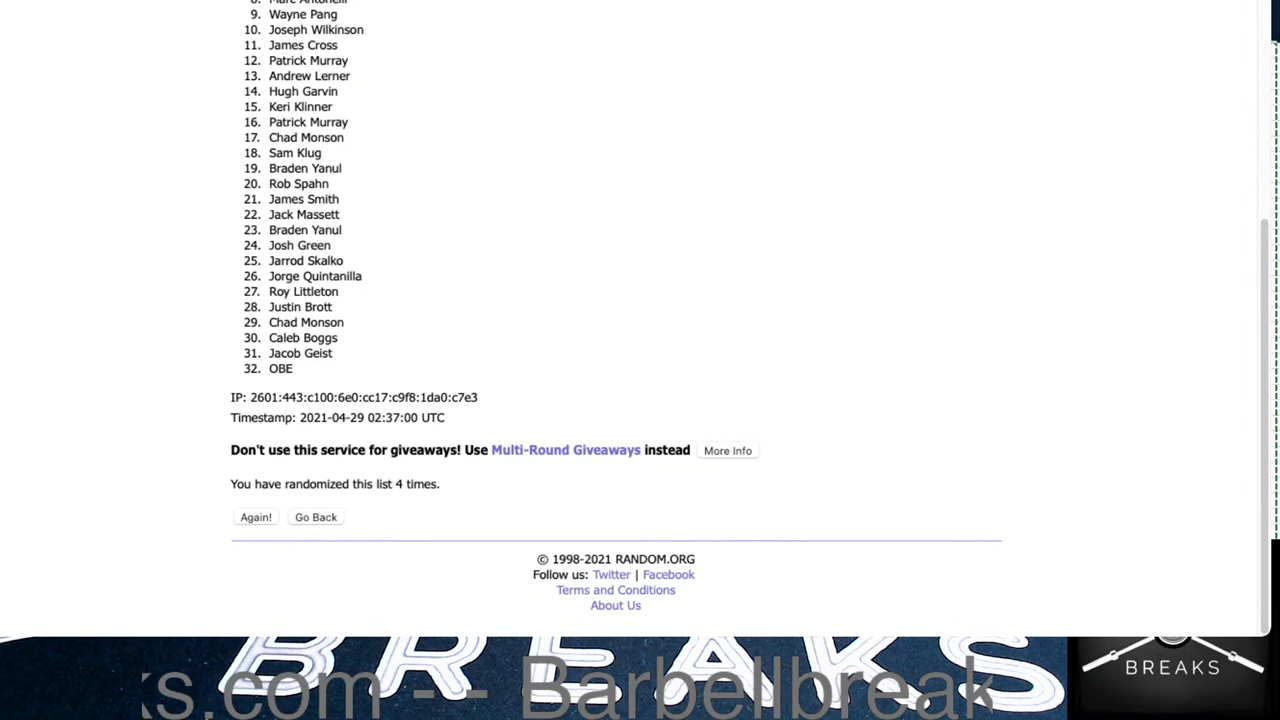 8. Marc Antonelli
9. Wayne Pang
10. Joseph Wilkinson
11. James Cross
12. Patrick Murray
13. Andrew Lerner
14. Hugh Garvin
15. Keri Klinner
16. Patrick Murray
17. Chad Monson
18. Sam Klug
19. Braden Yanul
20. Rob Spahn
21. James Smith
22. Jack Massett
23. Braden Yanul
24. Josh Green
25. Jarrod Skalko
26. Jorge Quintanilla
27. Roy Littleton
28. Justin Brott
29. Chad Monson
30. Caleb Boggs
31. Jacob Geist
32. OBE
IP: 2601:443:c100:6e0:cc17:c9f8:1da0:c7e3
Timestamp: 2021-04-29 02:37:00 UTC
Don't use this service for giveaways! Use Multi-Round Giveaways instead More Info
You have randomized this list 4 times.
Again! Go Back
© 1998-2021 RANDOM.ORG
Follow us: Twitter | Facebook
Terms and Conditions
About Us
BREAKS
BREAKS
ks.com - - Barbellbreak